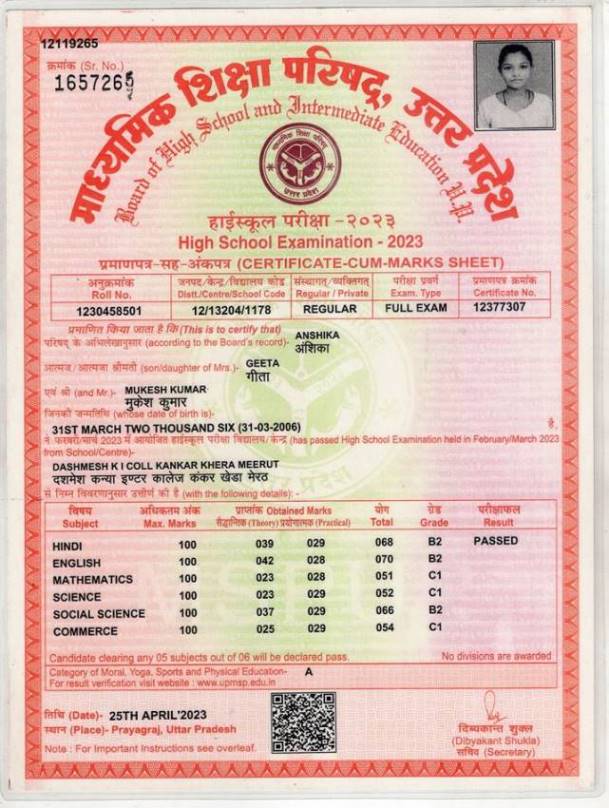 12119265
क्रमांक (Sr. No.)
1657265
माध्यमिक शिक्षा परिषद्, उत्तर प्रदेश
Board of High School and Intermediate Education U.P.
माध्यमिक शिक्षा परिषद्
उत्तर प्रदेश
हाईस्कूल परीक्षा - २०२३
High School Examination - 2023
प्रमाणपत्र-सह-अंकपत्र (CERTIFICATE-CUM-MARKS SHEET)
अनुक्रमांक जनपद/केन्द्र/विद्यालय कोड संस्थागत/व्यक्तिगत परीक्षा प्रवर्ग प्रमाणपत्र क्रमांक
Roll No. Distt./Centre/School Code Regular / Private Exam. Type Certificate No.
1230458501 12/13204/1178 REGULAR FULL EXAM 12377307
प्रमाणित किया जाता है कि (This is to certify that)
परिषद् के अभिलेखानुसार (according to the Board's record)- ANSHIKA
अंशिका
आत्मज/आत्मजा श्रीमती (son/daughter of Mrs.)- GEETA
गीता
एवं श्री (and Mr.)- MUKESH KUMAR
मुकेश कुमार
जिनकी जन्मतिथि (whose date of birth is)-
31ST MARCH TWO THOUSAND SIX (31-03-2006) है,
ने फरवरी/मार्च 2023 में आयोजित हाईस्कूल परीक्षा विद्यालय/केन्द्र (has passed High School Examination held in February/March 2023
from School/Centre)-
DASHMESH K I COLL KANKAR KHERA MEERUT
दशमेश कन्या इण्टर कालेज कंकर खेडा मेरठ
से निम्न विवरणानुसार उत्तीर्ण की है (with the following details): -
विषय अधिकतम अंक प्राप्तांक Obtained Marks योग ग्रेड परीक्षाफल
Subject Max. Marks सैद्धान्तिक (Theory) प्रयोगात्मक (Practical) Total Grade Result
HINDI 100 039 029 068 B2 PASSED
ENGLISH 100 042 028 070 B2
MATHEMATICS 100 023 028 051 C1
SCIENCE 100 023 029 052 C1
SOCIAL SCIENCE 100 037 029 066 B2
COMMERCE 100 025 029 054 C1
Candidate clearing any 05 subjects out of 06 will be declared pass. No divisions are awarded
Category of Moral, Yoga, Sports and Physical Education- A
For result verification visit website : www.upmsp.edu.in
तिथि (Date)- 25TH APRIL'2023
स्थान (Place)- Prayagraj, Uttar Pradesh
Note : For Important Instructions see overleaf.
दिब्यकान्त शुक्ल
(Dibyakant Shukla)
सचिव (Secretary)